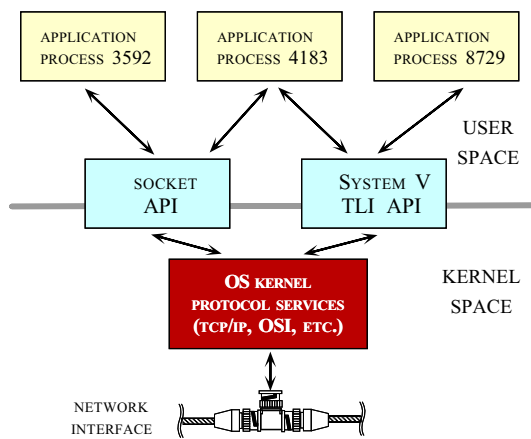 APPLICATION
PROCESS 3592
APPLICATION
PROCESS 4183
APPLICATION
PROCESS 8729
USER
SPACE
SOCKET
API
SYSTEM V
TLI API
OS KERNEL
PROTOCOL SERVICES
(TCP/IP, OSI, ETC.)
KERNEL
SPACE
NETWORK
INTERFACE